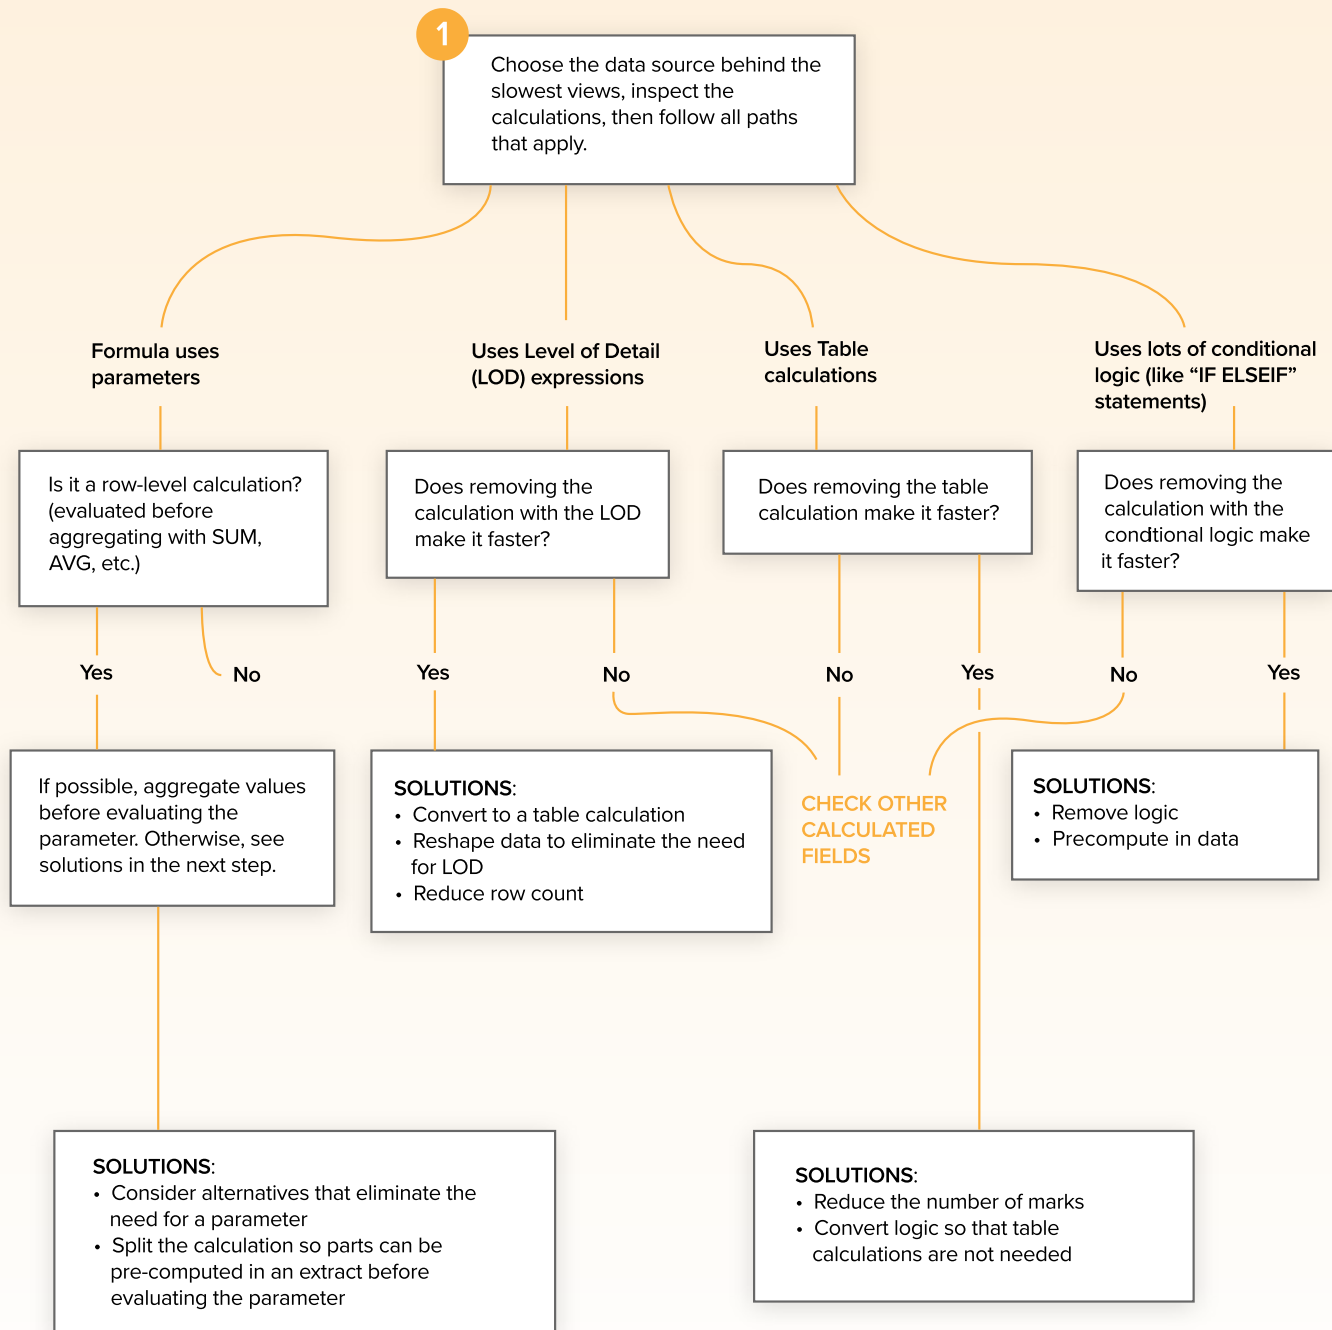 1
Choose the data source behind the
slowest views, inspect the
calculations, then follow all paths
that apply.
Formula uses
parameters
Uses Level of Detail
(LOD) expressions
Uses Table
calculations
Uses lots of conditional
logic (like “IF ELSEIF”
statements)
Is it a row-level calculation?
(evaluated before
aggregating with SUM,
AVG, etc.)
Does removing the
calculation with the LOD
make it faster?
Does removing the table
calculation make it faster?
Does removing the
calculation with the
conditional logic make
it faster?
Yes
No
Yes
No
No
Yes
No
Yes
If possible, aggregate values
before evaluating the
parameter. Otherwise, see
solutions in the next step.
SOLUTIONS:
• Convert to a table calculation
• Reshape data to eliminate the need
for LOD
• Reduce row count
CHECK OTHER
CALCULATED
FIELDS
SOLUTIONS:
• Remove logic
• Precompute in data
SOLUTIONS:
• Consider alternatives that eliminate the
need for a parameter
• Split the calculation so parts can be
pre-computed in an extract before
evaluating the parameter
SOLUTIONS:
• Reduce the number of marks
• Convert logic so that table
calculations are not needed